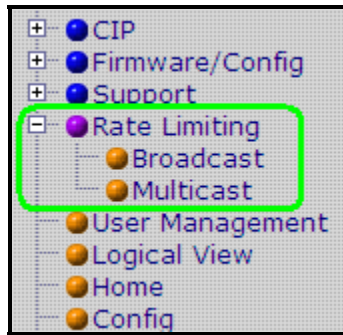 CIP
Firmware/Config
Support
Rate Limiting
Broadcast
Multicast
User Management
Logical View
Home
Config